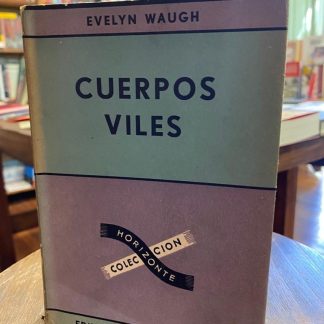 EVELYN WAUGH
CUERPOS
VILES
HORIZONTE
COLECCION